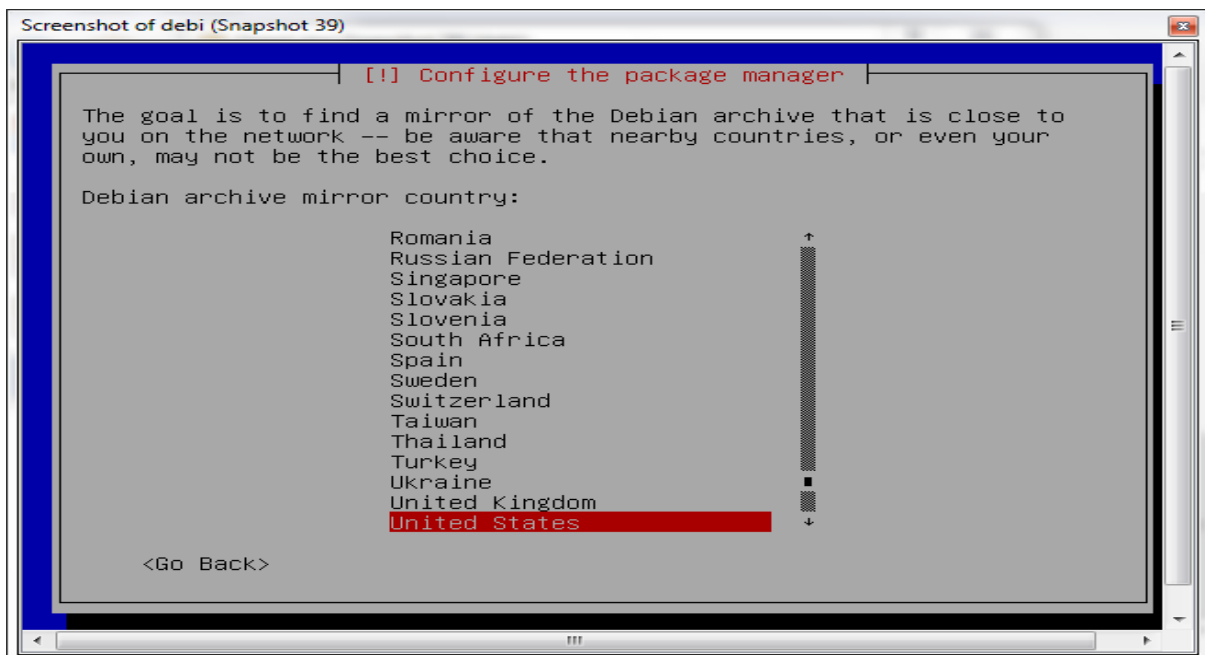 Screenshot of debi (Snapshot 39)
[!] Configure the package manager
The goal is to find a mirror of the Debian archive that is close to
you on the network -- be aware that nearby countries, or even your
own, may not be the best choice.
Debian archive mirror country:
Romania
Russian Federation
Singapore
Slovakia
Slovenia
South Africa
Spain
Sweden
Switzerland
Taiwan
Thailand
Turkey
Ukraine
United Kingdom
United States
<Go Back>